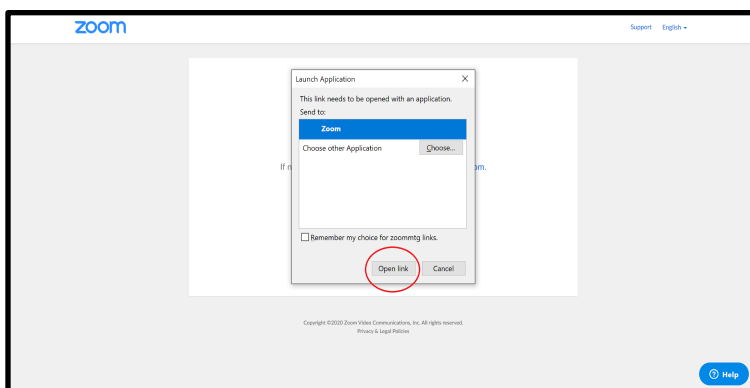 zoom
Support English
Launch Application
This link needs to be opened with an application.
Send to:
Zoom
Choose other Application Choose...
If n om.
Remember my choice for zoommtg links.
Open link Cancel
Copyright ©2020 Zoom Video Communications, Inc. All rights reserved.
Privacy & Legal Policies
Help